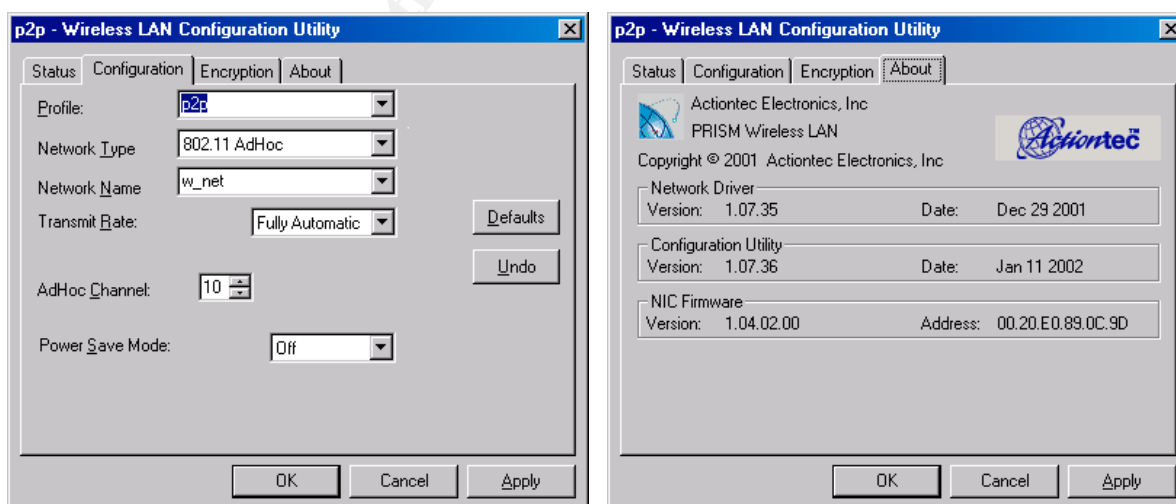 p2p - Wireless LAN Configuration Utility
Status Configuration Encryption About
Profile: p2p
Network Type 802.11 AdHoc
Network Name w_net
Transmit Rate: Fully Automatic
Defaults
Undo
AdHoc Channel: 10
Power Save Mode: Off
OK Cancel Apply
p2p - Wireless LAN Configuration Utility
Status Configuration Encryption About
Actiontec Electronics, Inc
PRISM Wireless LAN
Copyright © 2001 Actiontec Electronics, Inc
Actiontec™
Network Driver
Version: 1.07.35 Date: Dec 29 2001
Configuration Utility
Version: 1.07.36 Date: Jan 11 2002
NIC Firmware
Version: 1.04.02.00 Address: 00.20.E0.89.0C.9D
OK Cancel Apply